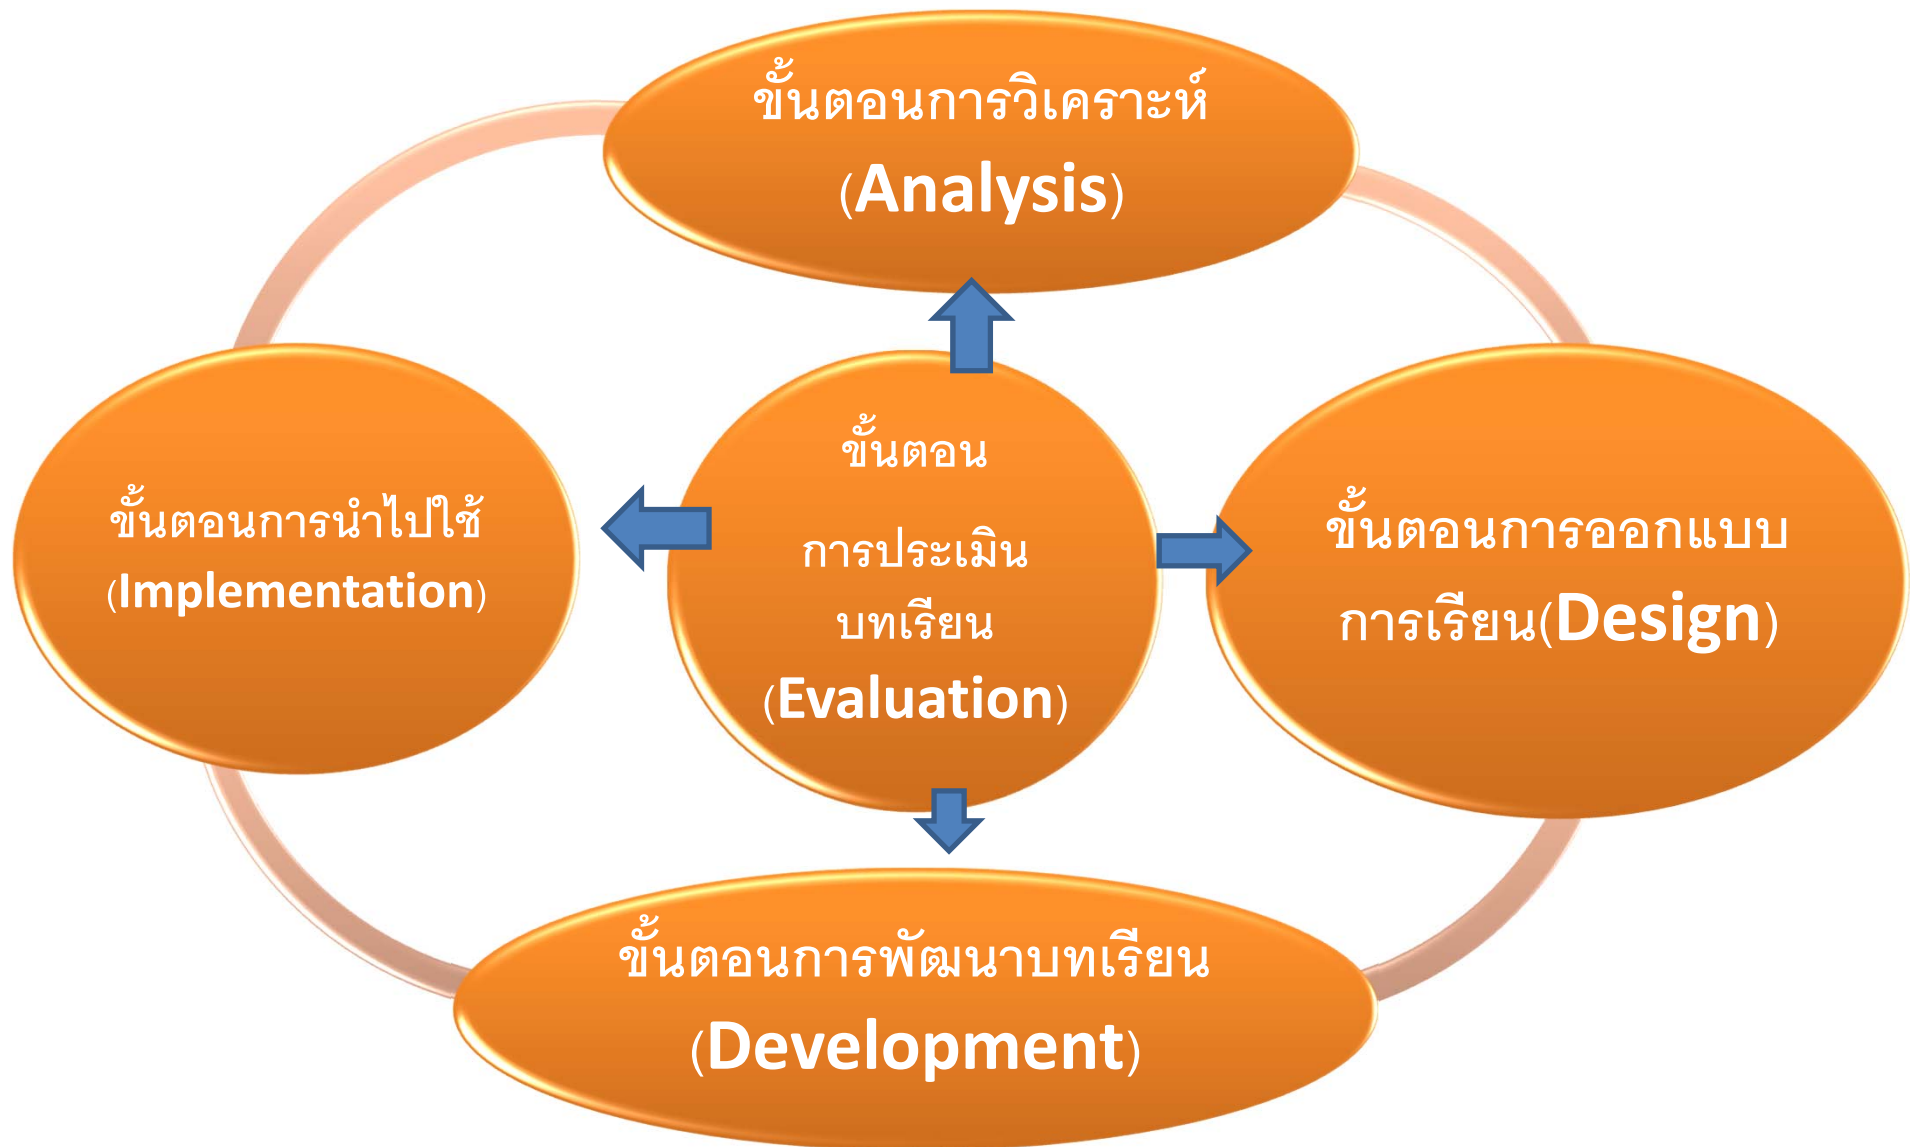 ขั้นตอนการวิเคราะห์
(Analysis)
ขั้นตอนการนำไปใช้
(Implementation)
ขั้นตอน
การประเมิน
บทเรียน
(Evaluation)
ขั้นตอนการออกแบบ
การเรียน(Design)
ขั้นตอนการพัฒนาบทเรียน
(Development)